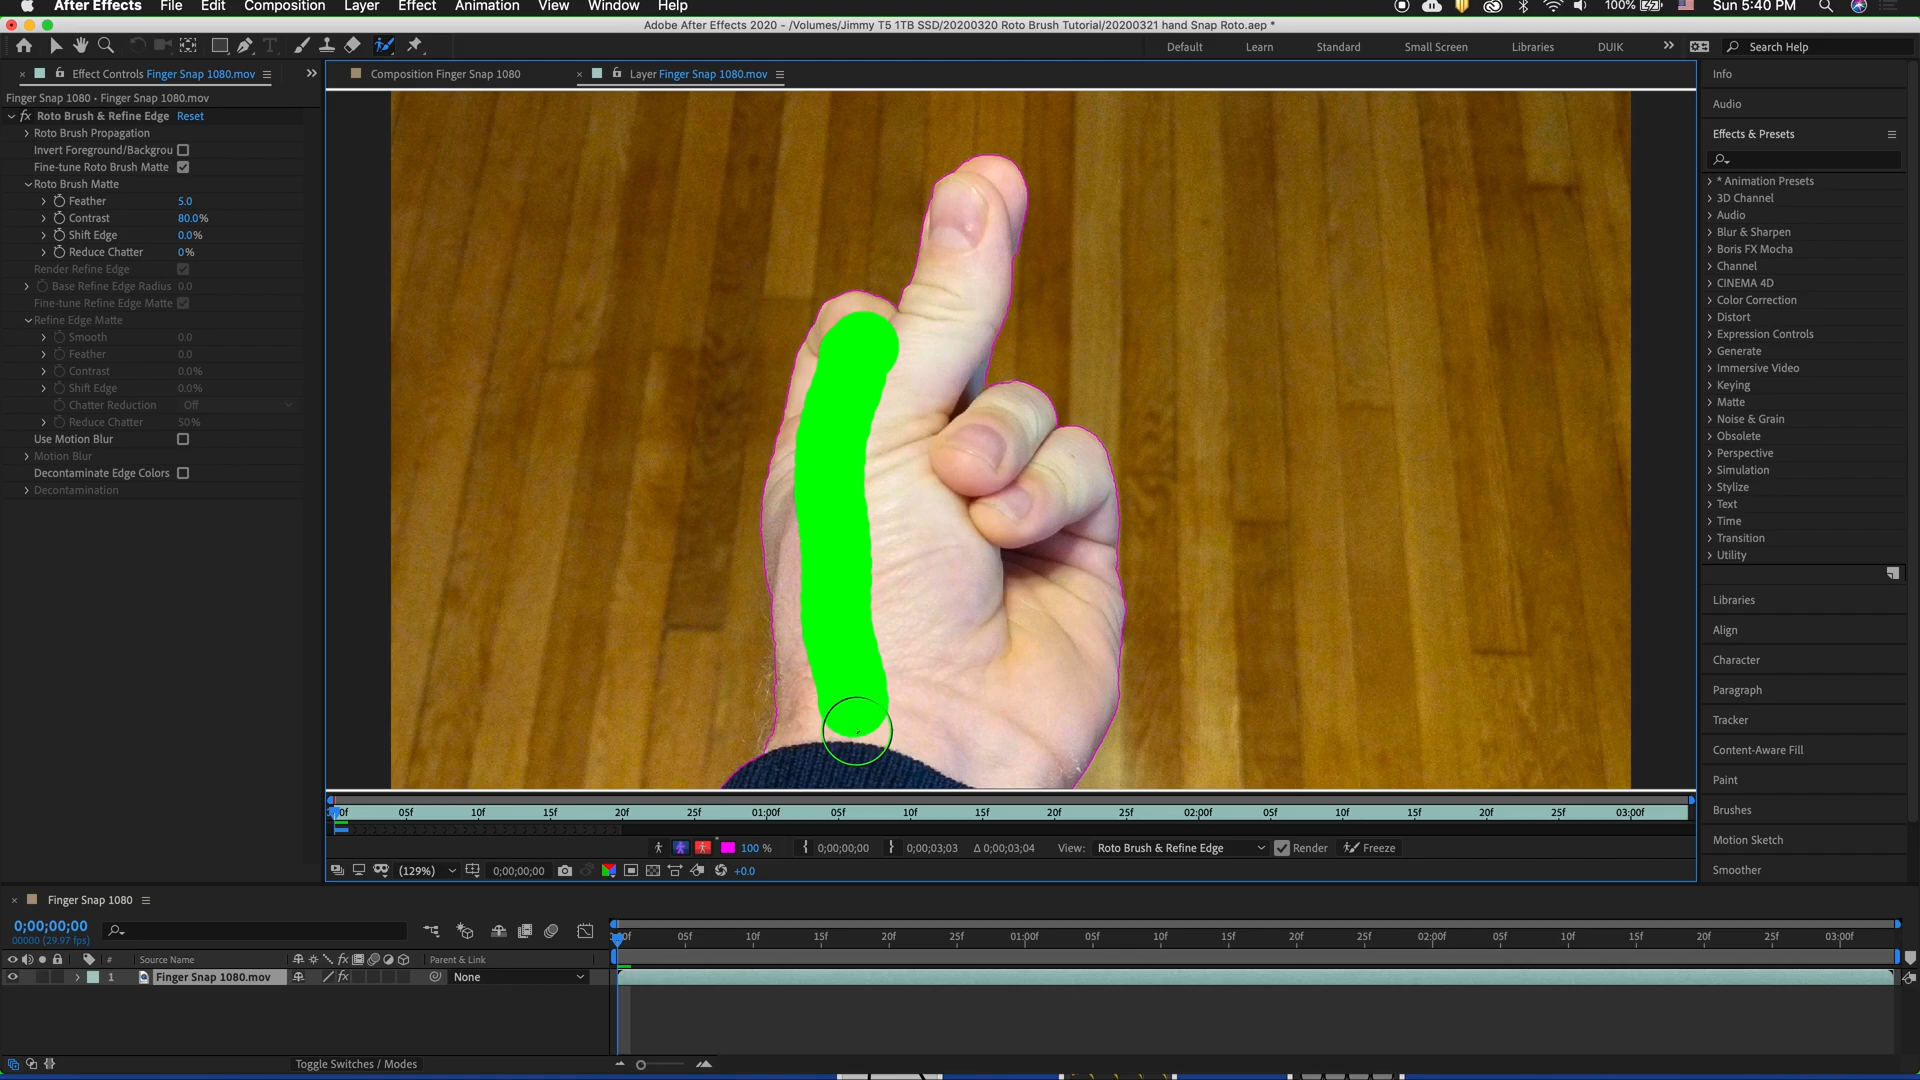 After Effects File Edit Composition Layer Effect Animation View Window Help 100% Sun 5:40 PM
Adobe After Effects 2020 - /Volumes/Jimmy T5 1TB SSD/20200320 Roto Brush Tutorial/20200321 hand Snap Roto.aep *
Default Learn Standard Small Screen Libraries DUIK Search Help
Effect Controls Finger Snap 1080.mov
Composition Finger Snap 1080
Layer Finger Snap 1080.mov
Finger Snap 1080 • Finger Snap 1080.mov
fx Roto Brush & Refine Edge Reset
Roto Brush Propagation
Invert Foreground/Backgrou
Fine-tune Roto Brush Matte
Roto Brush Matte
Feather 5.0
Contrast 80.0%
Shift Edge 0.0%
Reduce Chatter 0%
Render Refine Edge
Base Refine Edge Radius 0.0
Fine-tune Refine Edge Matte
Refine Edge Matte
Smooth 0.0
Feather 0.0
Contrast 0.0%
Shift Edge 0.0%
Chatter Reduction Off
Reduce Chatter 50%
Use Motion Blur
Motion Blur
Decontaminate Edge Colors
Decontamination
Info
Audio
Effects & Presets
* Animation Presets
3D Channel
Audio
Blur & Sharpen
Boris FX Mocha
Channel
CINEMA 4D
Color Correction
Distort
Expression Controls
Generate
Immersive Video
Keying
Matte
Noise & Grain
Obsolete
Perspective
Simulation
Stylize
Text
Time
Transition
Utility
Libraries
Align
Character
Paragraph
Tracker
Content-Aware Fill
Paint
Brushes
Motion Sketch
Smoother
05f 10f 15f 20f 25f 01:00f 05f 10f 15f 20f 25f 02:00f 05f 10f 15f 20f 25f 03:00f
100 % 0;00;00;00 0;00;03;03 Δ 0;00;03;04 View: Roto Brush & Refine Edge Render Freeze
(129%) 0;00;00;00 +0.0
Finger Snap 1080
0;00;00;00
00000 (29.97 fps)
05f 10f 15f 20f 25f 01:00f 05f 10f 15f 20f 25f 02:00f 05f 10f 15f 20f 25f 03:00f
# Source Name fx Parent & Link
1 Finger Snap 1080.mov fx None
Toggle Switches / Modes